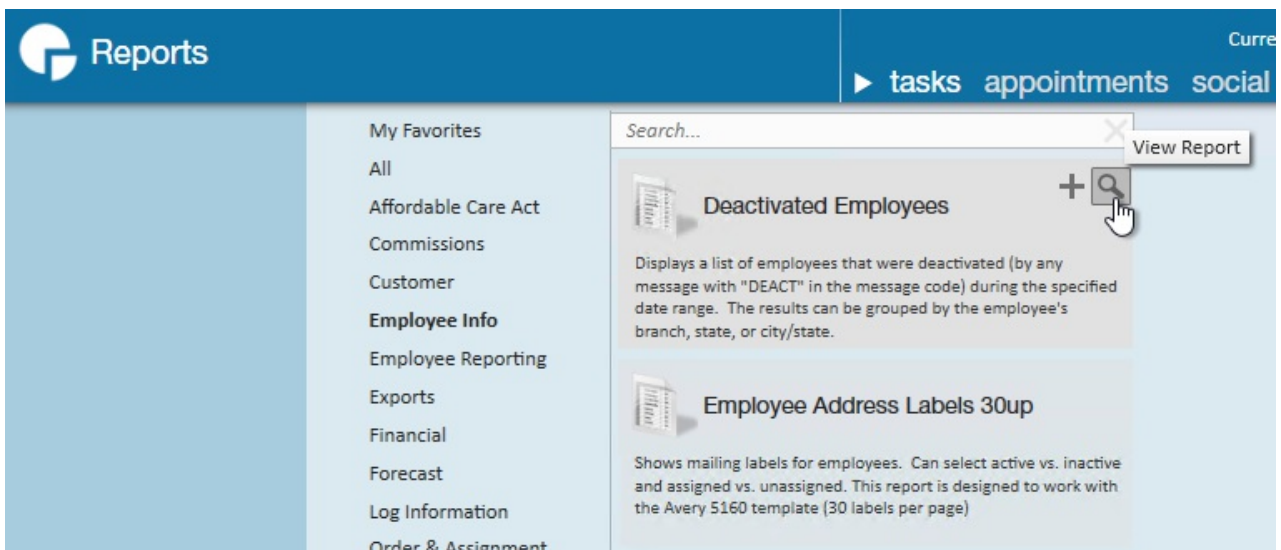 Reports
Curre
tasks appointments social
My Favorites
All
Affordable Care Act
Commissions
Customer
Employee Info
Employee Reporting
Exports
Financial
Forecast
Log Information
Order & Assignment
Search...
View Report
Deactivated Employees
Displays a list of employees that were deactivated (by any
message with "DEACT" in the message code) during the specified
date range. The results can be grouped by the employee's
branch, state, or city/state.
Employee Address Labels 30up
Shows mailing labels for employees. Can select active vs. inactive
and assigned vs. unassigned. This report is designed to work with
the Avery 5160 template (30 labels per page)